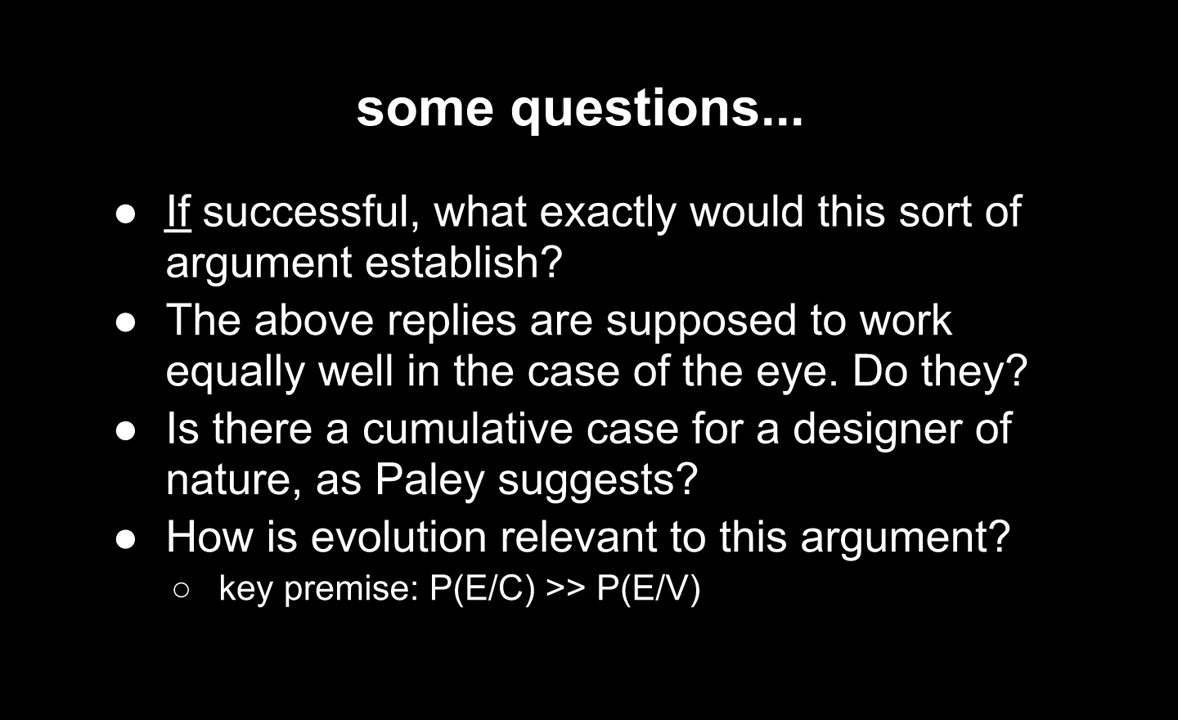 some questions...
● If successful, what exactly would this sort of
argument establish?
● The above replies are supposed to work
equally well in the case of the eye. Do they?
● Is there a cumulative case for a designer of
nature, as Paley suggests?
● How is evolution relevant to this argument?
○ key premise: P(E/C) >> P(E/V)